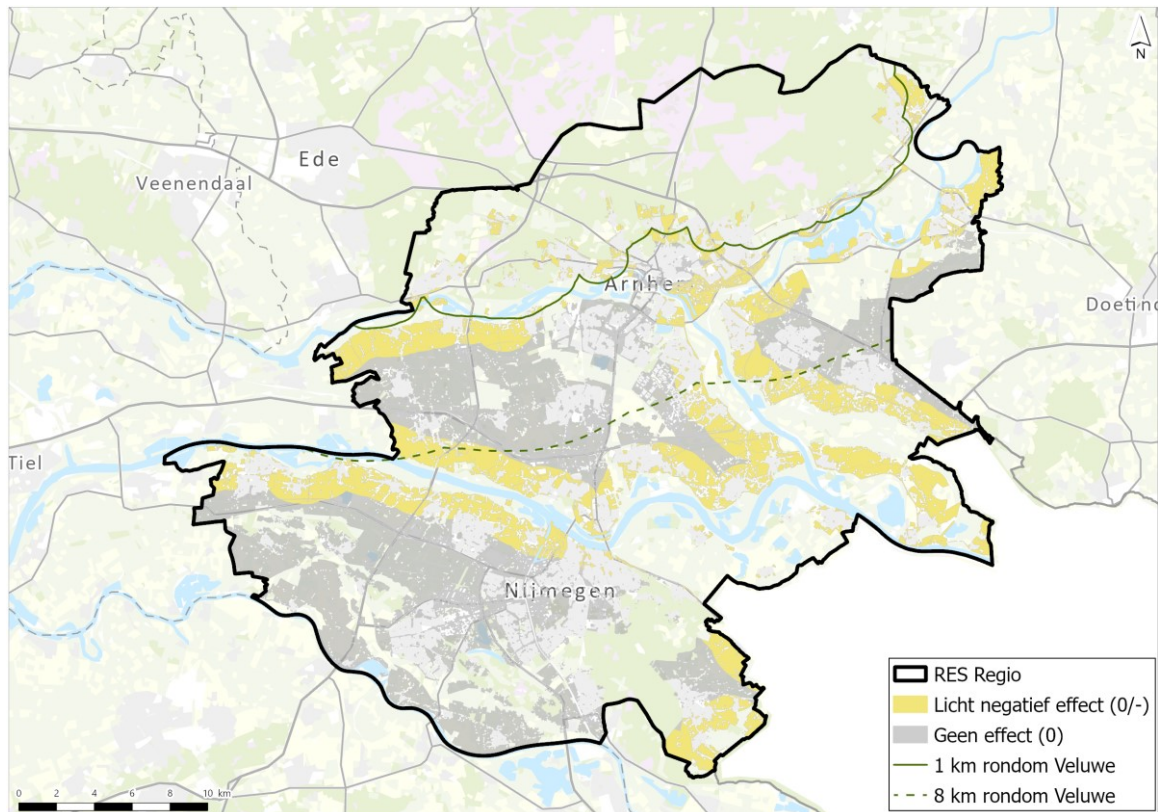 N
Ede
Veenendaal
Arnhem
Doetinc
Tiel
Nijmegen
RES Regio
Licht negatief effect (0/-)
Geen effect (0)
1 km rondom Veluwe
8 km rondom Veluwe
0 2 4 6 8 10 km